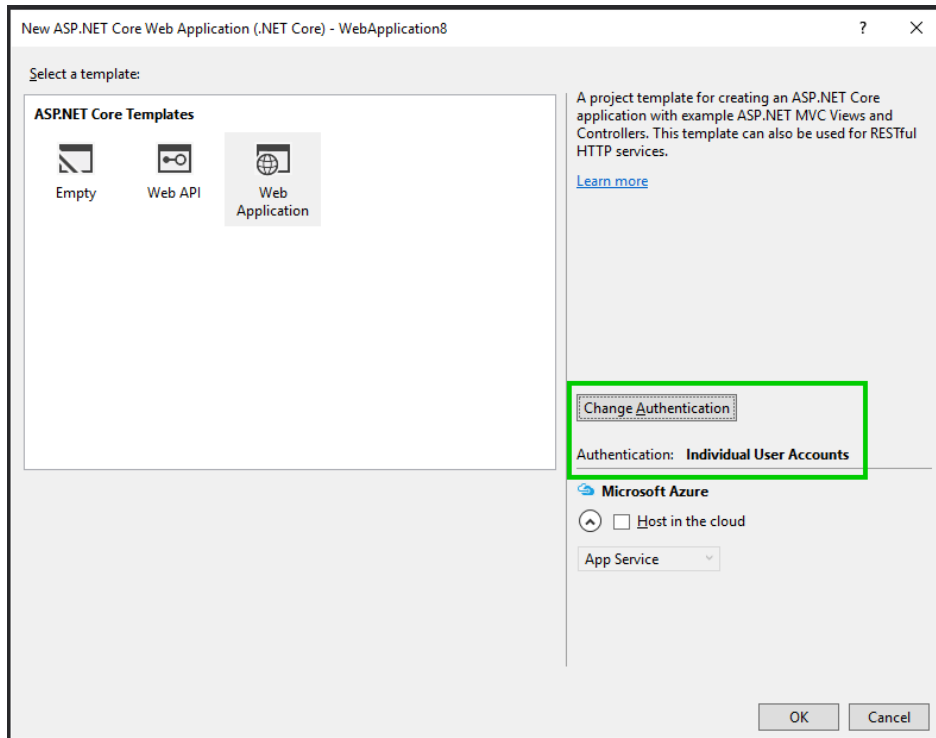 New ASP.NET Core Web Application (.NET Core) - WebApplication8
?
Select a template:
ASP.NET Core Templates
Empty
Web API
Web
Application
A project template for creating an ASP.NET Core
application with example ASP.NET MVC Views and
Controllers. This template can also be used for RESTful
HTTP services.
Learn more
Change Authentication
Authentication: Individual User Accounts
Microsoft Azure
Host in the cloud
App Service
OK
Cancel